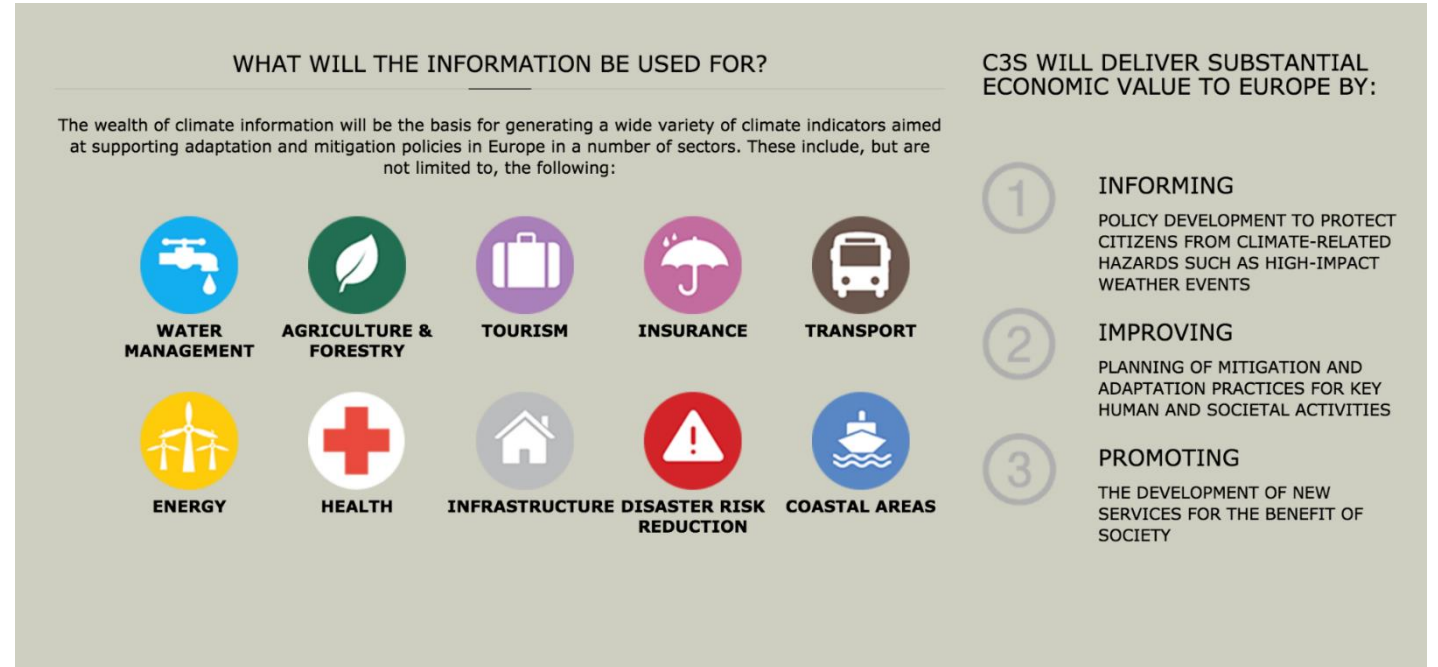 WHAT WILL THE INFORMATION BE USED FOR?
The wealth of climate information will be the basis for generating a wide variety of climate indicators aimed
at supporting adaptation and mitigation policies in Europe in a number of sectors. These include, but are
not limited to, the following:
WATER
MANAGEMENT
AGRICULTURE &
FORESTRY
TOURISM
INSURANCE
TRANSPORT
ENERGY
HEALTH
INFRASTRUCTURE
DISASTER RISK
REDUCTION
COASTAL AREAS
C3S WILL DELIVER SUBSTANTIAL
ECONOMIC VALUE TO EUROPE BY:
1
INFORMING
POLICY DEVELOPMENT TO PROTECT
CITIZENS FROM CLIMATE-RELATED
HAZARDS SUCH AS HIGH-IMPACT
WEATHER EVENTS
2
IMPROVING
PLANNING OF MITIGATION AND
ADAPTATION PRACTICES FOR KEY
HUMAN AND SOCIETAL ACTIVITIES
3
PROMOTING
THE DEVELOPMENT OF NEW
SERVICES FOR THE BENEFIT OF
SOCIETY